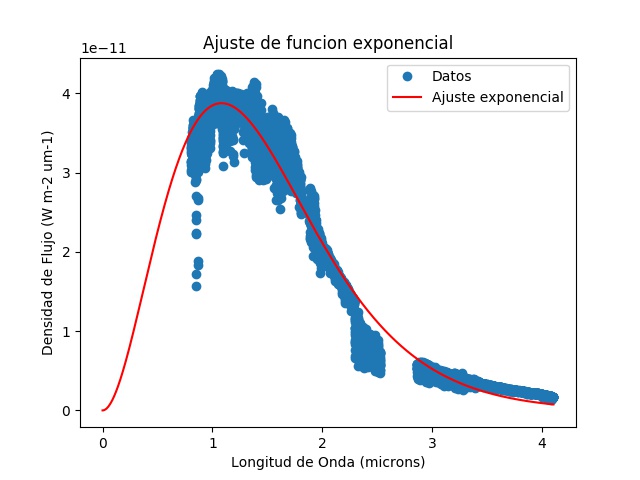 Ajuste de funcion exponencial
1e−11
Datos
Ajuste exponencial
4
3
2
1
0
Densidad de Flujo (W m-2 um-1)
0 1 2 3 4
Longitud de Onda (microns)